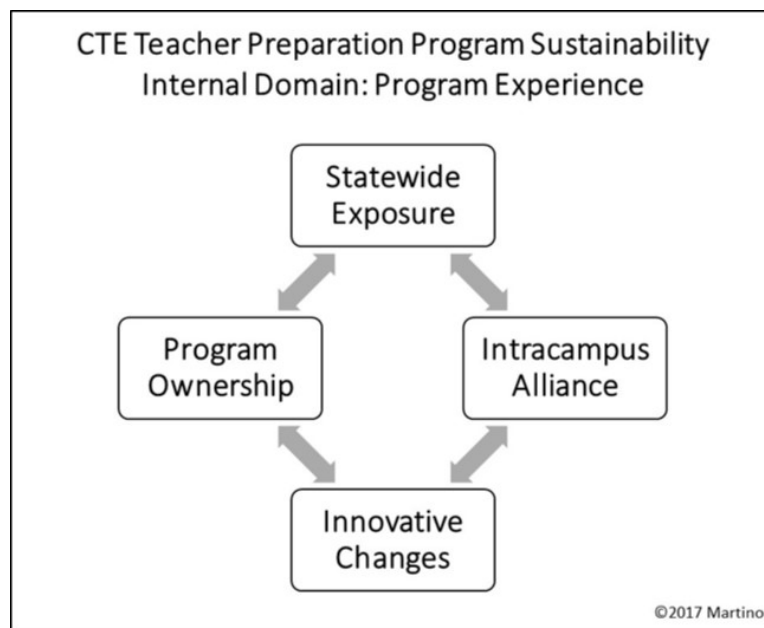 CTE Teacher Preparation Program Sustainability
Internal Domain: Program Experience
Statewide
Exposure
Program
Ownership
Intracampus
Alliance
Innovative
Changes
©2017 Martino